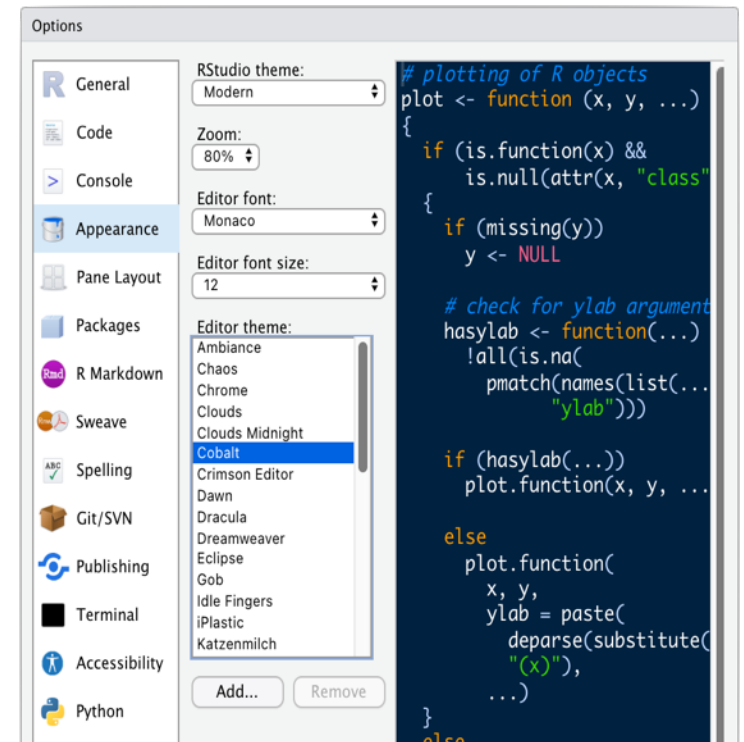 Options
General
Code
Console
Appearance
Pane Layout
Packages
Rmd R Markdown
Sweave
ABC Spelling
Git/SVN
Publishing
Terminal
Accessibility
Python
RStudio theme:
Modern
Zoom:
80%
Editor font:
Monaco
Editor font size:
12
Editor theme:
Ambiance
Chaos
Chrome
Clouds
Clouds Midnight
Cobalt
Crimson Editor
Dawn
Dracula
Dreamweaver
Eclipse
Gob
Idle Fingers
iPlastic
Katzenmilch
Add...
Remove
# plotting of R objects
plot <- function (x, y, ...)
{
  if (is.function(x) &&
      is.null(attr(x, "class"
  {
    if (missing(y))
      y <- NULL
    # check for ylab argument
    hasylab <- function(...)
      !all(is.na(
        pmatch(names(list(...
              "ylab")))
    if (hasylab(...))
      plot.function(x, y, ...
    else
      plot.function(
        x, y,
        ylab = paste(
          deparse(substitute(
          "(x)"),
        ...)
  }
  else